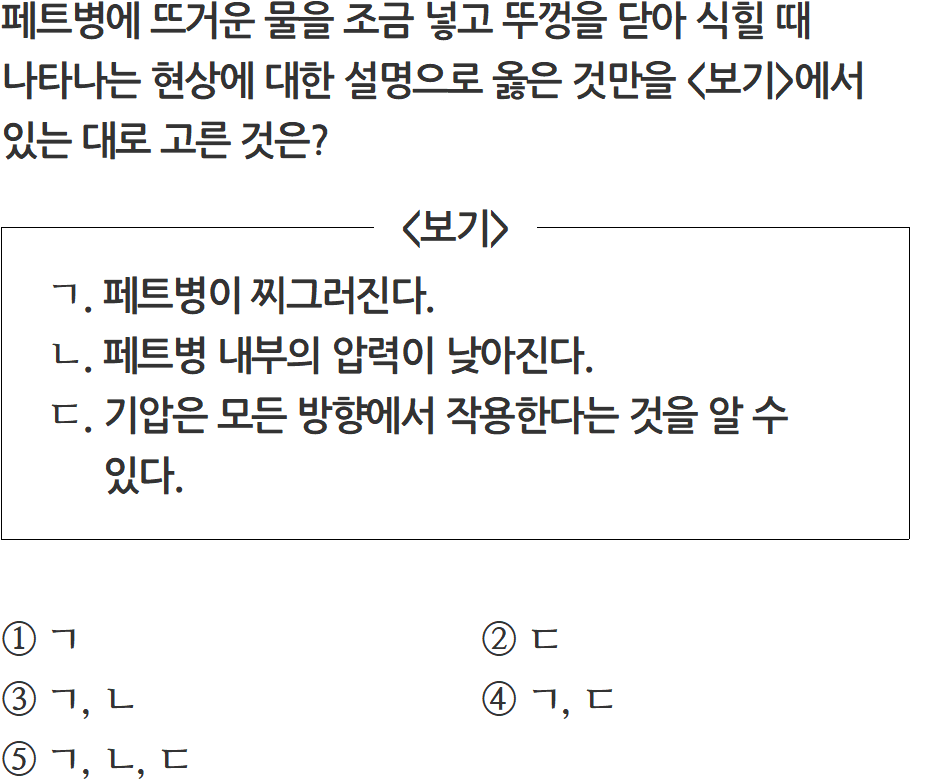 페트병에 뜨거운 물을 조금 넣고 뚜껑을 닫아 식힐 때
나타나는 현상에 대한 설명으로 옳은 것만을 <보기>에서
있는 대로 고른 것은?
<보기>
ㄱ. 페트병이 찌그러진다.
ㄴ. 페트병 내부의 압력이 낮아진다.
ㄷ. 기압은 모든 방향에서 작용한다는 것을 알 수
있다.
① ㄱ ② ㄷ
③ ㄱ, ㄴ ④ ㄱ, ㄷ
⑤ ㄱ, ㄴ, ㄷ